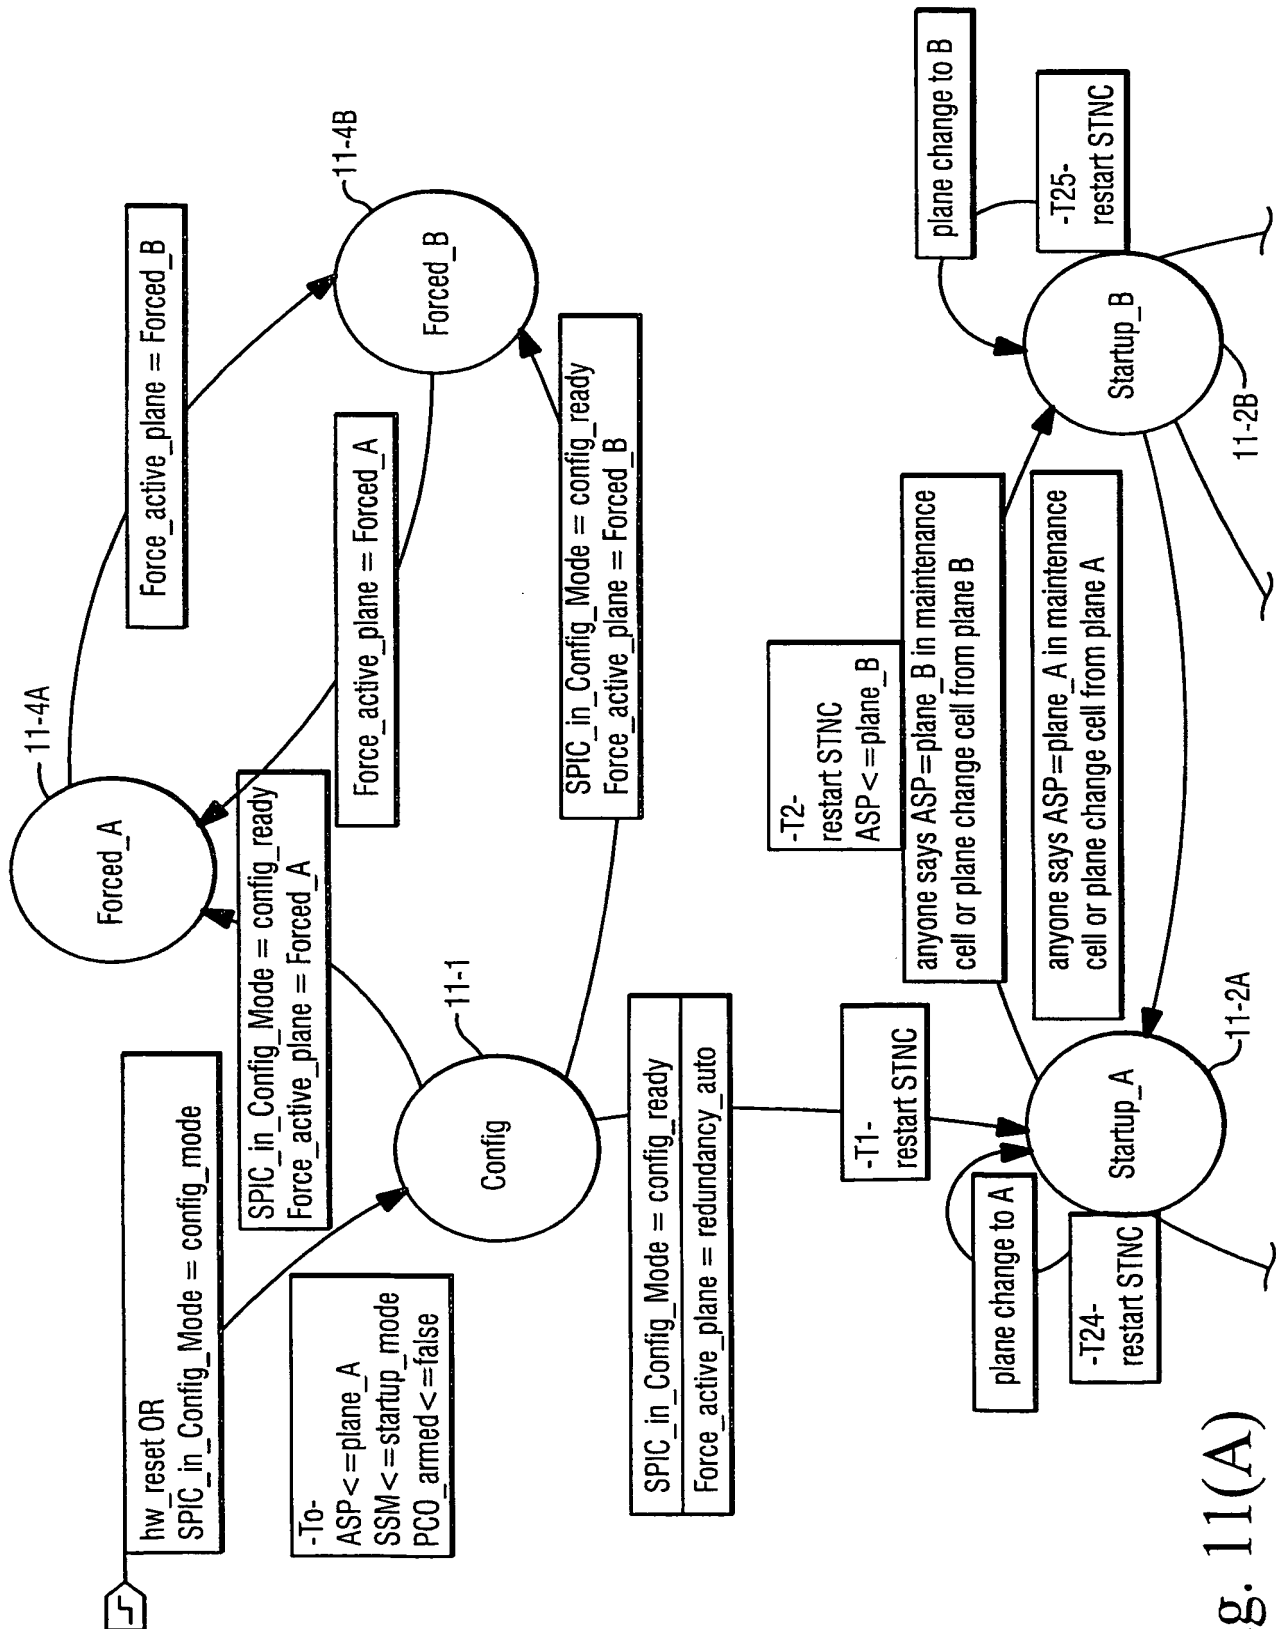 hw_reset OR
SPIC_in_Config_Mode = config_mode
-To-
ASP<=plane_A
SSM<=startup_mode
PCO_armed<=false
Config
11-1
SPIC_in_Config_Mode = config_ready
Force_active_plane = Forced_A
Forced_A
11-4A
Force_active_plane = Forced_B
Force_active_plane = Forced_A
Forced_B
11-4B
SPIC_in_Config_Mode = config_ready
Force_active_plane = Forced_B
SPIC_in_Config_Mode = config_ready
Force_active_plane = redundancy_auto
-T1-
restart STNC
plane change to A
-T24-
restart STNC
Startup_A
11-2A
-T2-
restart STNC
ASP<=plane_B
anyone says ASP=plane_B in maintenance
cell or plane change cell from plane B
anyone says ASP=plane_A in maintenance
cell or plane change cell from plane A
plane change to B
-T25-
restart STNC
Startup_B
11-2B
g. 11(A)